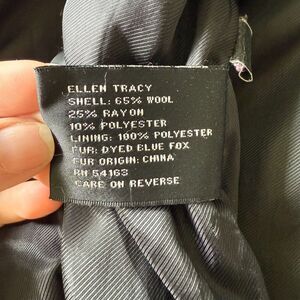 ELLEN TRACY
SHELL: 65% WOOL
25% RAYON
10% POLYESTER
LINING: 100% POLYESTER
FUR: DYED BLUE FOX
FUR ORIGIN: CHINA
RN 54163
CARE ON REVERSE